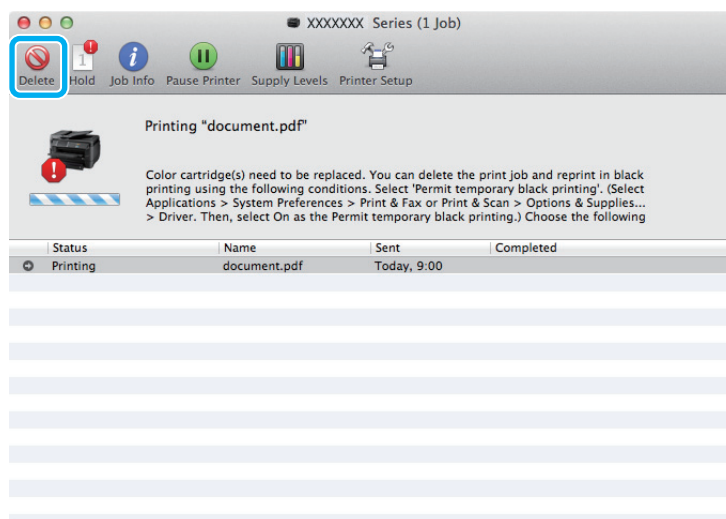 XXXXXXX Series (1 Job)
1
Delete Hold Job Info Pause Printer Supply Levels Printer Setup
Printing "document.pdf"
Color cartridge(s) need to be replaced. You can delete the print job and reprint in black
printing using the following conditions. Select 'Permit temporary black printing'. (Select
Applications > System Preferences > Print & Fax or Print & Scan > Options & Supplies...
> Driver. Then, select On as the Permit temporary black printing.) Choose the following
Status Name Sent Completed
Printing document.pdf Today, 9:00